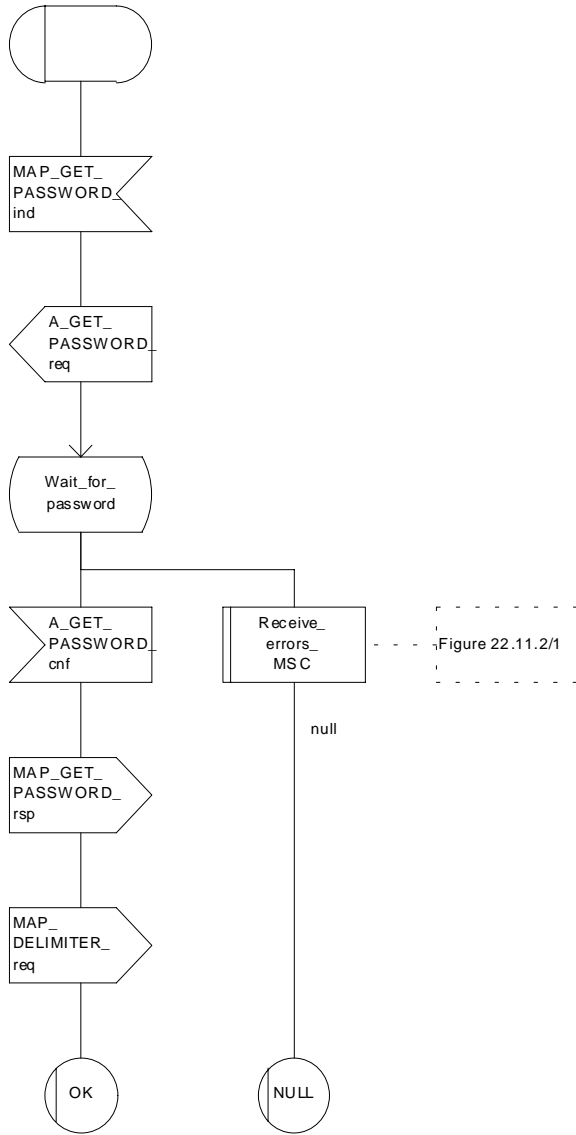 MAP_GET_
PASSWORD_
ind
A_GET_
PASSWORD_
req
Wait_for_
password
A_GET_
PASSWORD_
cnf
Receive_
errors_
MSC
Figure 22.11.2/1
null
MAP_GET_
PASSWORD_
rsp
MAP_
DELIMITER_
req
OK
NULL